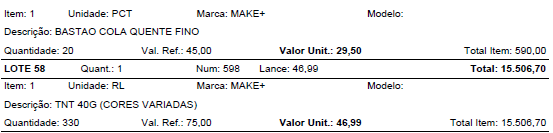 Item: 1 Unidade: PCT Marca: MAKE+ Modelo:
Descrição: BASTAO COLA QUENTE FINO
Quantidade: 20 Val. Ref.: 45,00 Valor Unit.: 29,50 Total Item: 590,00
LOTE 58 Quant.: 1 Num: 598 Lance: 46,99 Total: 15.506,70
Item: 1 Unidade: RL Marca: MAKE+ Modelo:
Descrição: TNT 40G (CORES VARIADAS)
Quantidade: 330 Val. Ref.: 75,00 Valor Unit.: 46,99 Total Item: 15.506,70